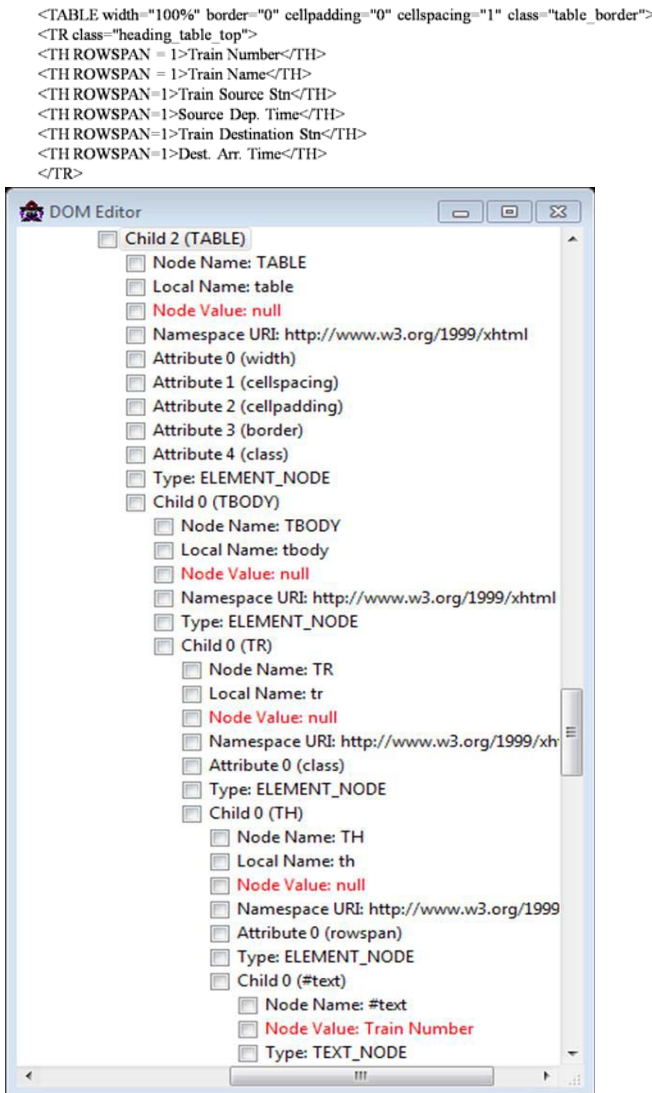 <TABLE width="100%" border="0" cellpadding="0" cellspacing="1" class="table_border">
<TR class="heading_table_top">
<TH ROWSPAN = 1>Train Number</TH>
<TH ROWSPAN = 1>Train Name</TH>
<TH ROWSPAN=1>Train Source Stn</TH>
<TH ROWSPAN=1>Source Dep. Time</TH>
<TH ROWSPAN=1>Train Destination Stn</TH>
<TH ROWSPAN=1>Dest. Arr. Time</TH>
</TR>
DOM Editor
Child 2 (TABLE)
Node Name: TABLE
Local Name: table
Node Value: null
Namespace URI: http://www.w3.org/1999/xhtml
Attribute 0 (width)
Attribute 1 (cellspacing)
Attribute 2 (cellpadding)
Attribute 3 (border)
Attribute 4 (class)
Type: ELEMENT_NODE
Child 0 (TBODY)
Node Name: TBODY
Local Name: tbody
Node Value: null
Namespace URI: http://www.w3.org/1999/xhtml
Type: ELEMENT_NODE
Child 0 (TR)
Node Name: TR
Local Name: tr
Node Value: null
Namespace URI: http://www.w3.org/1999/xh
Attribute 0 (class)
Type: ELEMENT_NODE
Child 0 (TH)
Node Name: TH
Local Name: th
Node Value: null
Namespace URI: http://www.w3.org/1999
Attribute 0 (rowspan)
Type: ELEMENT_NODE
Child 0 (#text)
Node Name: #text
Node Value: Train Number
Type: TEXT_NODE